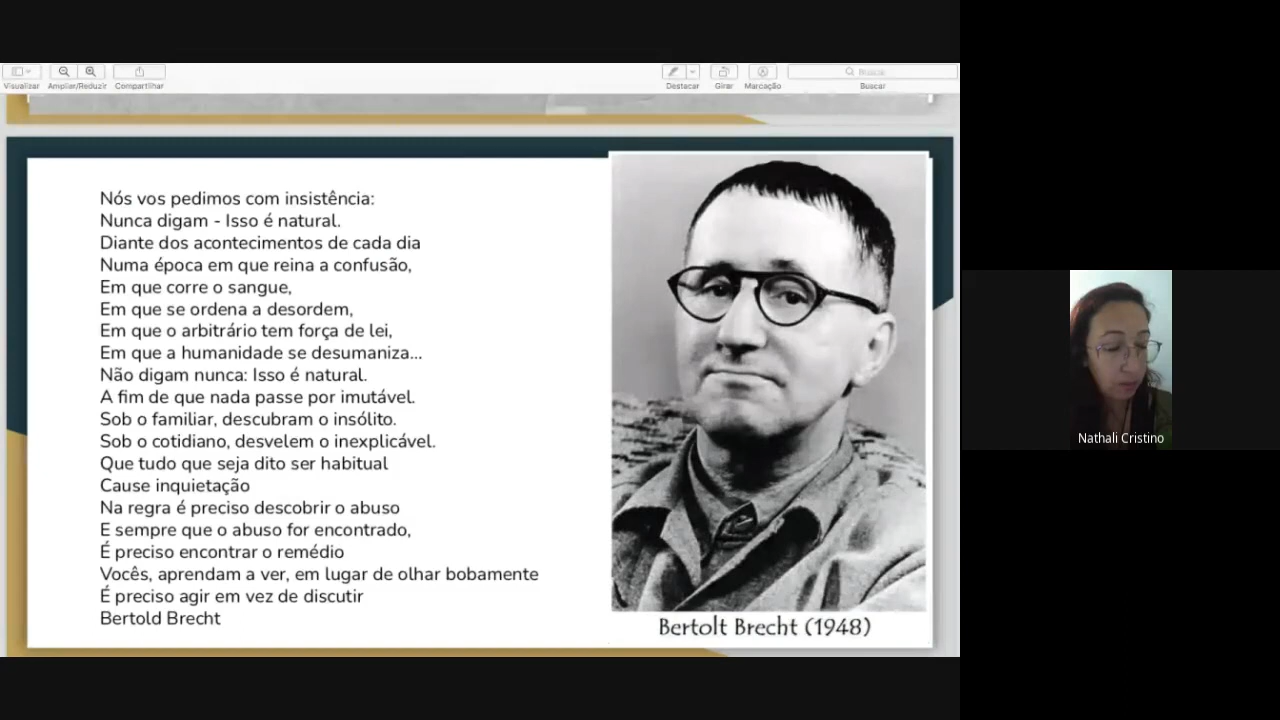 Visualizar
Ampliar/Reduzir
Compartilhar
Destacar
Girar
Marcação
Busca
Buscar
Nós vos pedimos com insistência:
Nunca digam - Isso é natural.
Diante dos acontecimentos de cada dia
Numa época em que reina a confusão,
Em que corre o sangue,
Em que se ordena a desordem,
Em que o arbitrário tem força de lei,
Em que a humanidade se desumaniza...
Não digam nunca: Isso é natural.
A fim de que nada passe por imutável.
Sob o familiar, descubram o insólito.
Sob o cotidiano, desvelem o inexplicável.
Que tudo que seja dito ser habitual
Cause inquietação
Na regra é preciso descobrir o abuso
E sempre que o abuso for encontrado,
É preciso encontrar o remédio
Vocês, aprendam a ver, em lugar de olhar bobamente
É preciso agir em vez de discutir
Bertold Brecht
Bertolt Brecht (1948)
Nathali Cristino